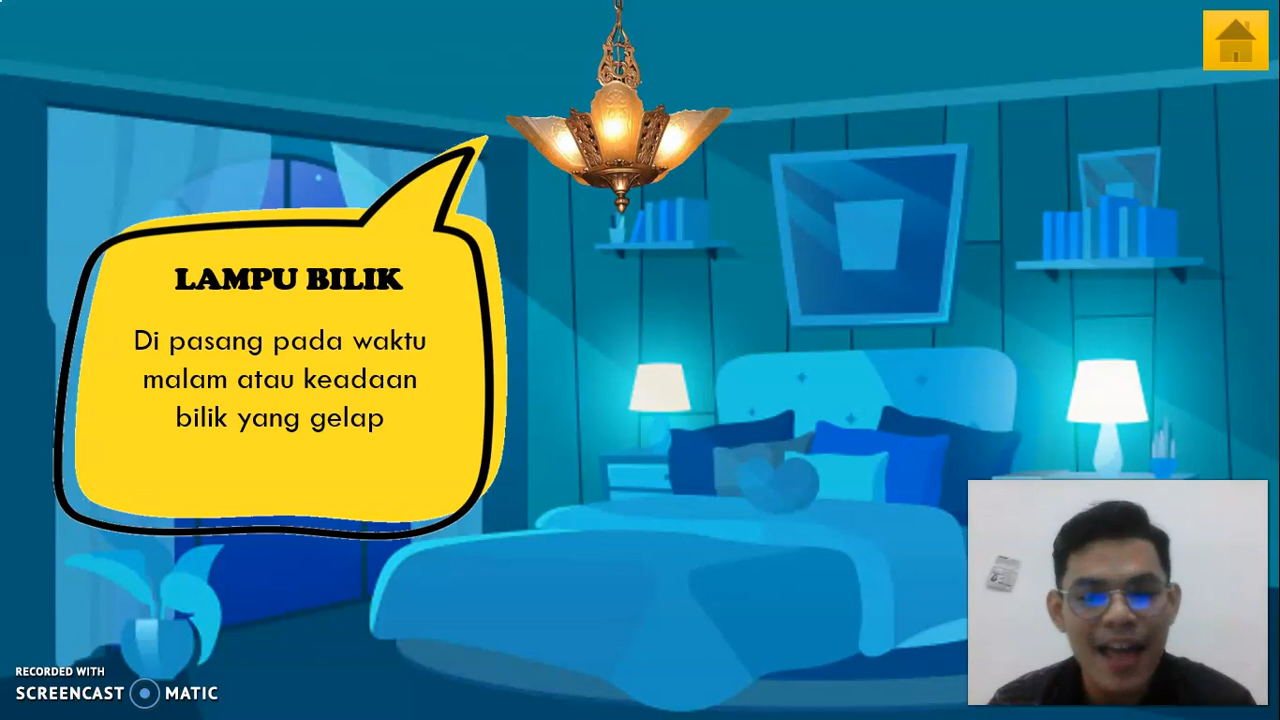 LAMPU BILIK
Di pasang pada waktu
malam atau keadaan
bilik yang gelap
RECORDED WITH
SCREENCAST MATIC